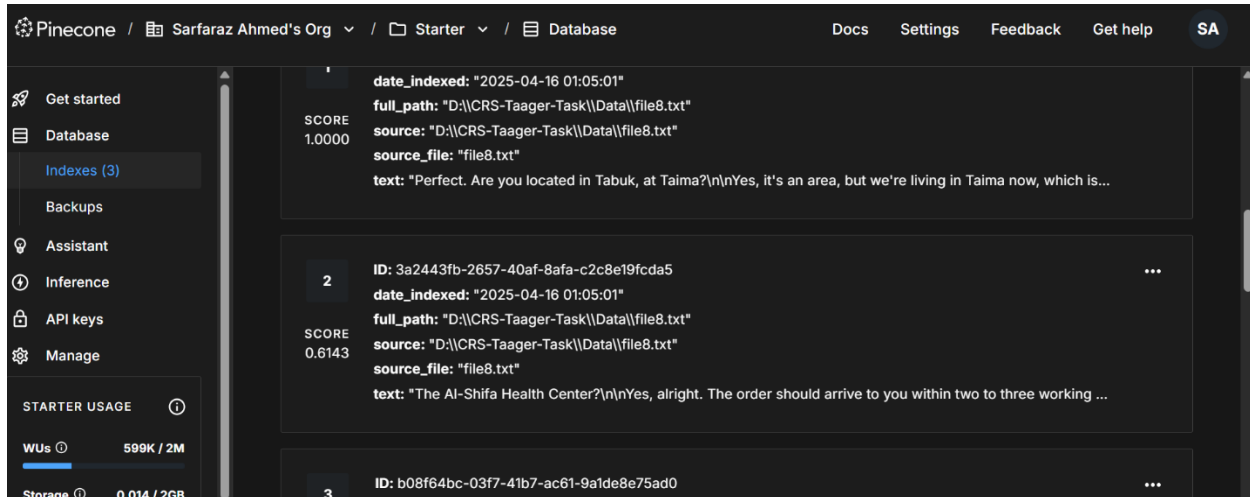 Pinecone / Sarfaraz Ahmed's Org / Starter / Database Docs Settings Feedback Get help SA
Get started
Database
Indexes (3)
Backups
Assistant
Inference
API keys
Manage
STARTER USAGE
WUs 599K / 2M
Storage 0.014 / 2GB
1
SCORE
1.0000
date_indexed: "2025-04-16 01:05:01"
full_path: "D:\\CRS-Taager-Task\\Data\\file8.txt"
source: "D:\\CRS-Taager-Task\\Data\\file8.txt"
source_file: "file8.txt"
text: "Perfect. Are you located in Tabuk, at Taima?\n\nYes, it's an area, but we're living in Taima now, which is...
2
SCORE
0.6143
ID: 3a2443fb-2657-40af-8afa-c2c8e19fcda5
date_indexed: "2025-04-16 01:05:01"
full_path: "D:\\CRS-Taager-Task\\Data\\file8.txt"
source: "D:\\CRS-Taager-Task\\Data\\file8.txt"
source_file: "file8.txt"
text: "The Al-Shifa Health Center?\n\nYes, alright. The order should arrive to you within two to three working ...
3
ID: b08f64bc-03f7-41b7-ac61-9a1de8e75ad0